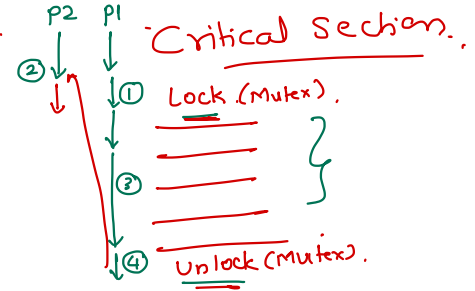 P2 P1
Critical Section.
②
① Lock (Mutex).
③
④ Unlock (Mutex).